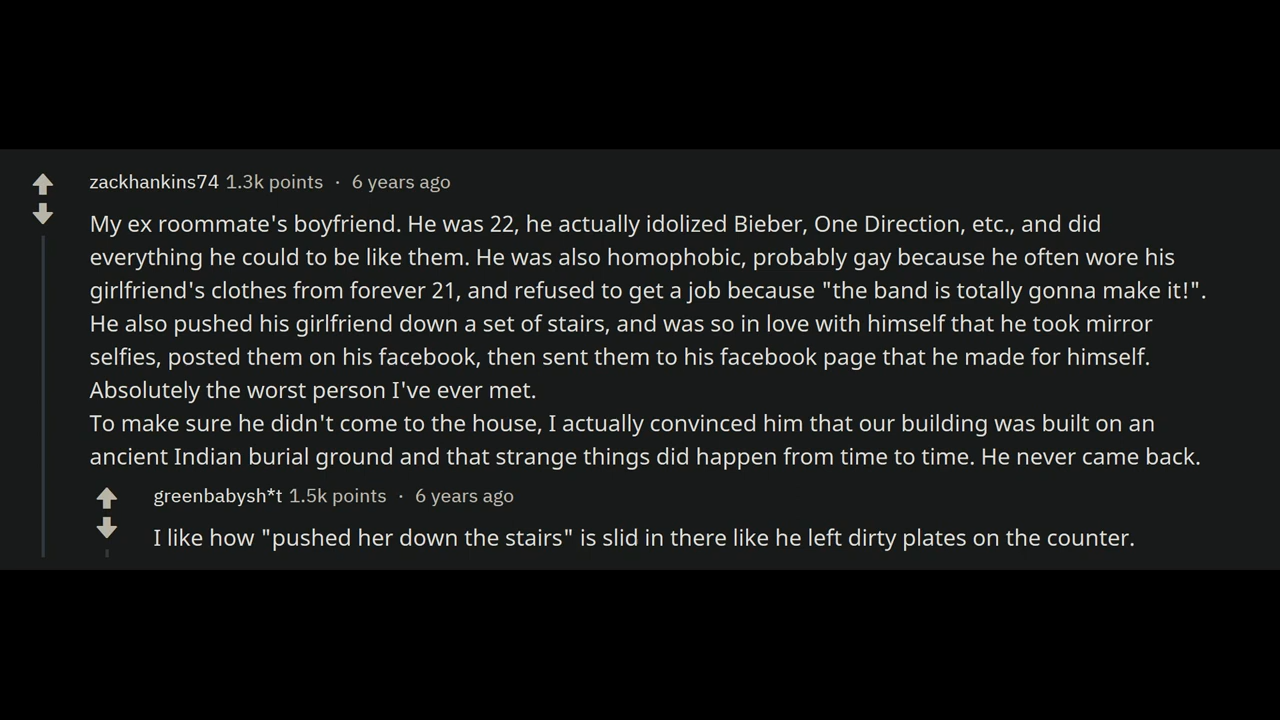 zackhankins74 1.3k points · 6 years ago
My ex roommate's boyfriend. He was 22, he actually idolized Bieber, One Direction, etc., and did
everything he could to be like them. He was also homophobic, probably gay because he often wore his
girlfriend's clothes from forever 21, and refused to get a job because "the band is totally gonna make it!".
He also pushed his girlfriend down a set of stairs, and was so in love with himself that he took mirror
selfies, posted them on his facebook, then sent them to his facebook page that he made for himself.
Absolutely the worst person I've ever met.
To make sure he didn't come to the house, I actually convinced him that our building was built on an
ancient Indian burial ground and that strange things did happen from time to time. He never came back.
greenbabysh*t 1.5k points · 6 years ago
I like how "pushed her down the stairs" is slid in there like he left dirty plates on the counter.